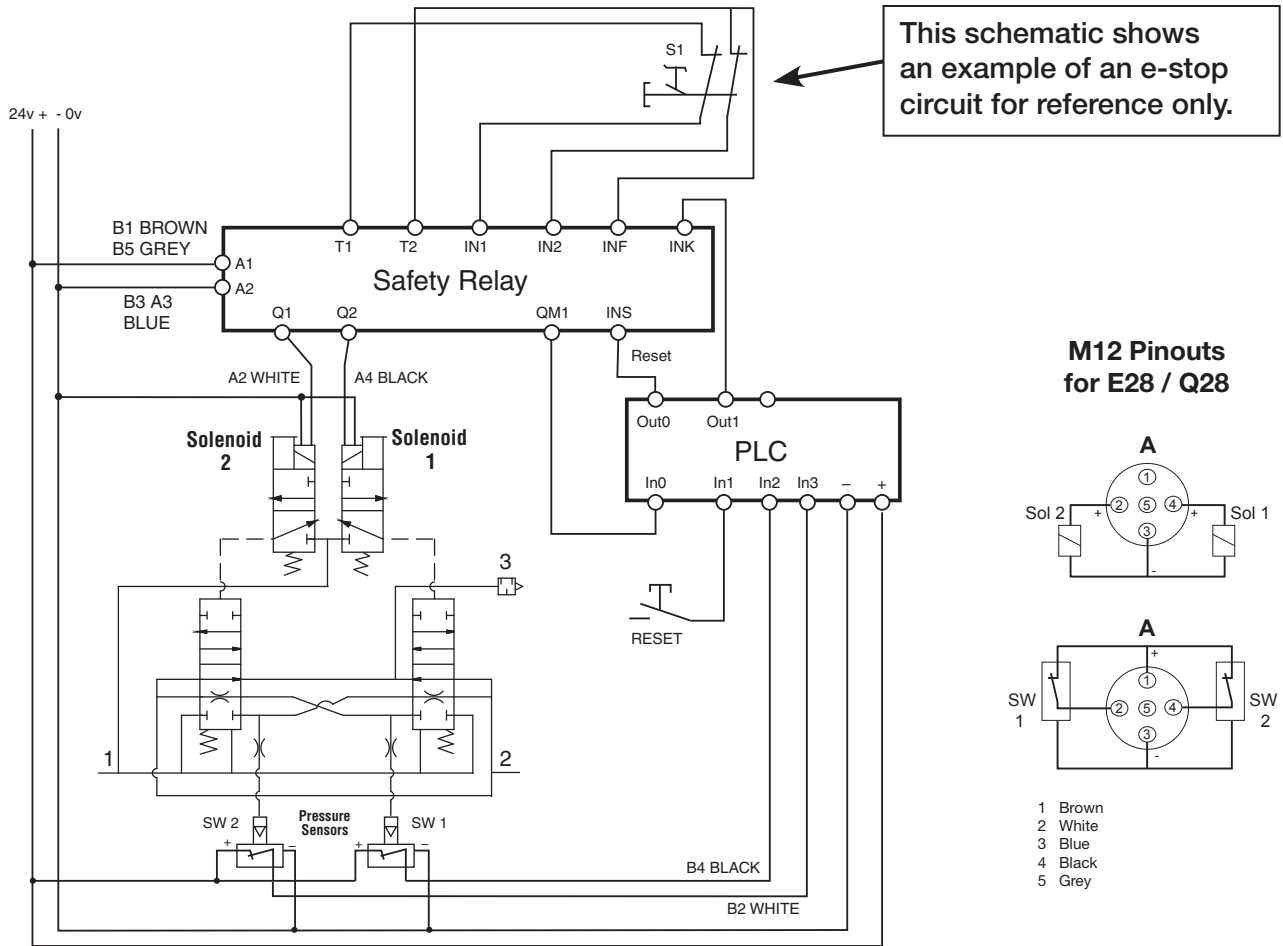 This schematic shows
an example of an e-stop
circuit for reference only.
S1
24v + - 0v
B1 BROWN
B5 GREY
T1 T2 IN1 IN2 INF INK
A1
Safety Relay
A2
B3 A3
BLUE
Q1 Q2 QM1 INS
Reset
A2 WHITE A4 BLACK
Out0 Out1
Solenoid
2
Solenoid
1
PLC
In0 In1 In2 In3 – +
3
RESET
1
2
SW 2
Pressure
Sensors
SW 1
+ – + –
B4 BLACK
B2 WHITE
M12 Pinouts
for E28 / Q28
A
1
Sol 2 + 2 5 4 + Sol 1
3
-
A
+
1
SW
1
2 5 4
SW
2
3
-
1 Brown
2 White
3 Blue
4 Black
5 Grey